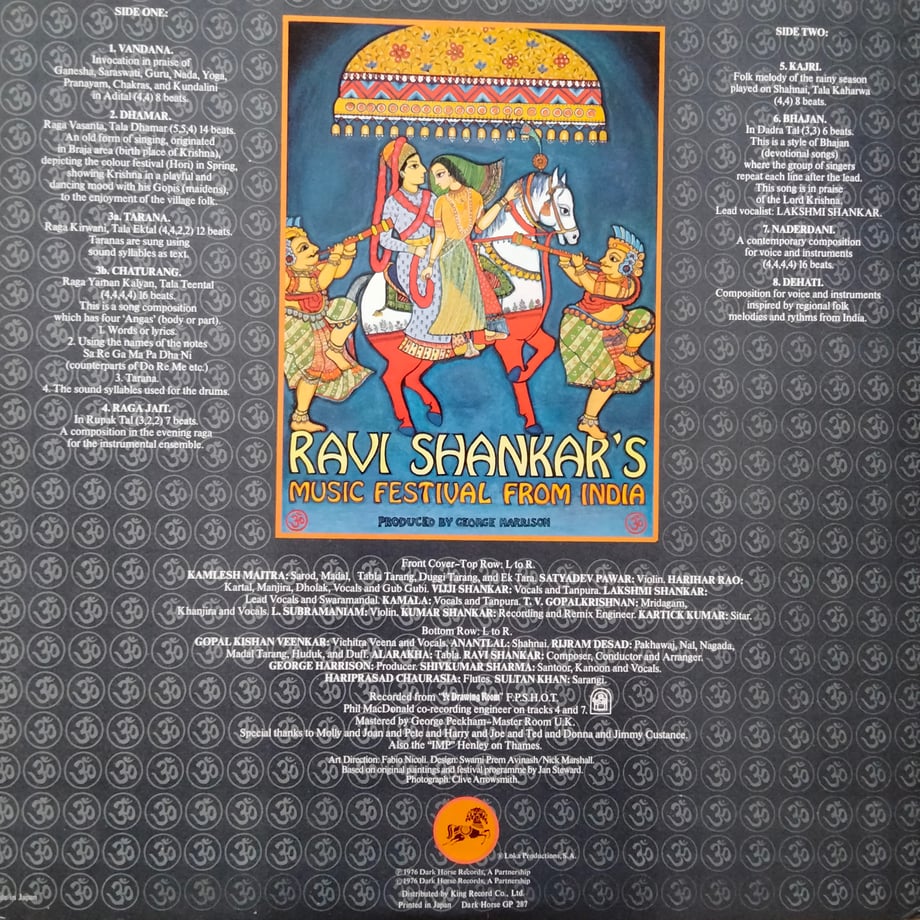 SIDE ONE:
1. VANDANA.
Invocation in praise of
Ganesha, Saraswati, Guru, Nada, Yoga,
Pranayam, Chakras, and Kundalini
in Adital (4,4) 8 beats.
2. DHAMAR.
Raga Vasanta, Tala Dhamar (5,5,4) 14 beats.
An old form of singing, originated
in Braja area (birth place of Krishna),
depicting the colour festival (Hori) in Spring,
showing Krishna in a playful and
dancing mood with his Gopis (maidens),
to the enjoyment of the village folk.
3a. TARANA.
Raga Kirwani, Tala Ektal (4,4,2,2) 12 beats.
Taranas are sung using
sound syllables as text.
3b. CHATURANG.
Raga Yaman Kalyan, Tala Teental
(4,4,4,4) 16 beats.
This is a song composition
which has four 'Angas' (body or part).
1. Words or lyrics.
2. Using the names of the notes
Sa Re Ga Ma Pa Dha Ni
(counterparts of Do Re Me etc.)
3. Tarana.
4. The sound syllables used for the drums.
4. RAGA JAIT.
In Rupak Tal (3,2,2) 7 beats.
A composition in the evening raga
for the instrumental ensemble.
RAVI SHANKAR'S
MUSIC FESTIVAL FROM INDIA
PRODUCED BY GEORGE HARRISON
SIDE TWO:
5. KAJRI.
Folk melody of the rainy season
played on Shahnai, Tala Kaharwa
(4,4) 8 beats.
6. BHAJAN.
In Dadra Tal (3,3) 6 beats.
This is a style of Bhajan
(devotional songs)
where the group of singers
repeat each line after the lead.
This song is in praise
of the Lord Krishna.
Lead vocalist: LAKSHMI SHANKAR.
7. NADERDANI.
A contemporary composition
for voice and instruments
(4,4,4,4) 16 beats.
8. DEHATI.
Composition for voice and instruments
inspired by regional folk
melodies and rythms from India.
Front Cover–Top Row: L to R.
KAMLESH MAITRA: Sarod, Madal, Tabla Tarang, Duggi Tarang, and Ek Tara. SATYADEV PAWAR: Violin. HARIHAR RAO:
Kartal, Manjira, Dholak, Vocals and Gub Gubi. VIJJI SHANKAR: Vocals and Tanpura. LAKSHMI SHANKAR:
Lead Vocals and Swaramandal. KAMALA: Vocals and Tanpura. T. V. GOPALKRISHNAN: Mridagam,
Khanjira and Vocals. L. SUBRAMANIAM: Violin. KUMAR SHANKAR: Recording and Remix Engineer. KARTICK KUMAR: Sitar.
Bottom Row: L to R.
GOPAL KISHAN VEENKAR: Vichitra Veena and Vocals. ANANTLAL: Shahnai. RIJRAM DESAD: Pakhawaj, Nal, Nagada,
Madal Tarang, Huduk, and Duff. ALARAKHA: Tabla. RAVI SHANKAR: Composer, Conductor and Arranger.
GEORGE HARRISON: Producer. SHIVKUMAR SHARMA: Santoor, Kanoon and Vocals.
HARIPRASAD CHAURASIA: Flutes. SULTAN KHAN: Sarangi.
Recorded from "Ye Drawing Room" F.P.S.H.O.T.
Phil MacDonald co-recording engineer on tracks 4 and 7.
Mastered by George Peckham–Master Room U.K.
Special thanks to Molly and Joan and Pete and Harry and Joe and Ted and Donna and Jimmy Custance.
Also the "IMP" Henley on Thames.
Art Direction: Fabio Nicoli. Design: Swami Prem Avinash/Nick Marshall.
Based on original paintings and festival programme by Jan Steward.
Photograph: Clive Arrowsmith.
® Loka Productions, S.A.
℗ 1976 Dark Horse Records, A Partnership
© 1976 Dark Horse Records, A Partnership
Distributed by King Record Co., Ltd.
Printed in Japan Dark Horse GP 287
in Japan
ॐ